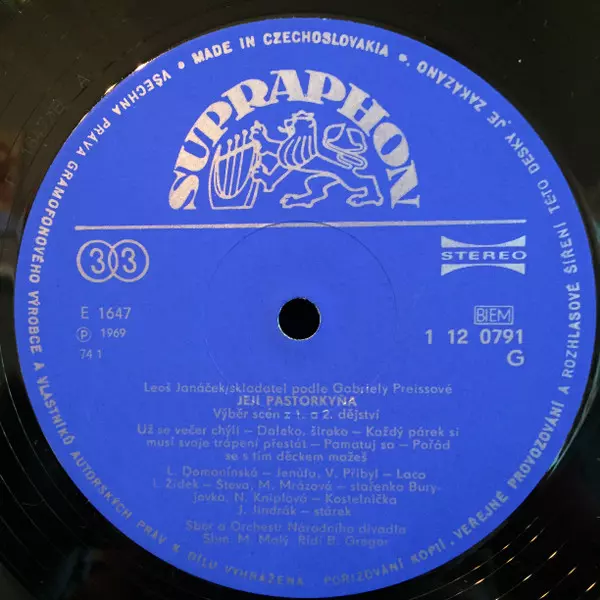 • VŠECHNA PRÁVA GRAMOFONOVÉHO VÝROBCE A VLASTNÍKŮ AUTORSKÝCH PRÁV K DÍLU VYHRAZENA. POŘIZOVÁNÍ KOPIÍ, VEŘEJNÉ PROVOZOVÁNÍ A ROZHLASOVÉ ŠÍŘENÍ TÉTO DESKY JE ZAKÁZÁNO • MADE IN CZECHOSLOVAKIA •
SUPRAPHON
33
STEREO
E 1647
℗ 1969
74 1
BIEM
1 12 0791
G
Leoš Janáček/skladatel podle Gabriely Preissové
JEJÍ PASTORKYŇA
Výběr scén z 1. a 2. dějství
Už se večer chýlí – Daleko, široko – Každý párek si
musí svoje trápení přestát – Pamatuj sa – Pořád
se s tím děckem mažeš
L. Domanínská – Jenůfa, V. Přibyl – Laco
I. Žídek – Števa, M. Mrázová – stařenka Bury-
jovka, N. Kniplová – Kostelnička
J. Jindrák – stárek
Sbor a Orchestr Národního divadla
Sbm. M. Malý. Řídí B. Gregor